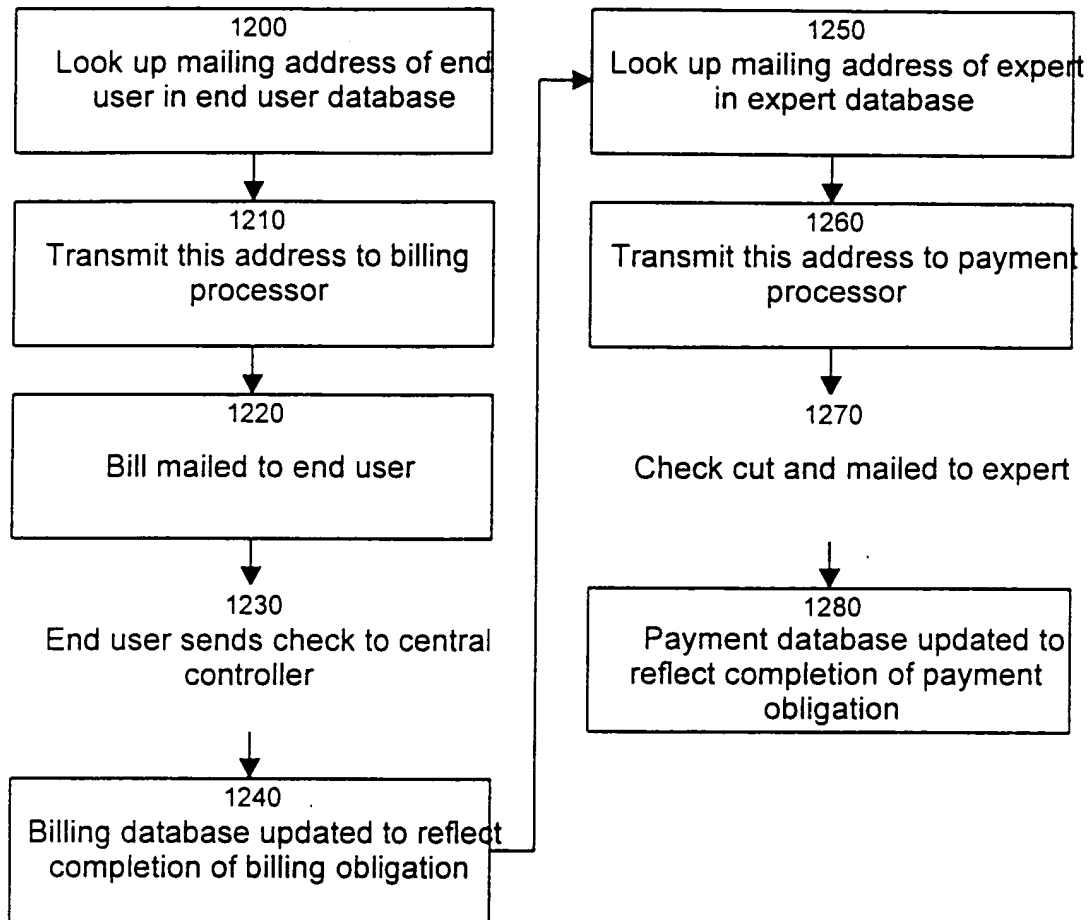 1200
Look up mailing address of end
user in end user database
1210
Transmit this address to billing
processor
1220
Bill mailed to end user
1230
End user sends check to central
controller
1240
Billing database updated to reflect
completion of billing obligation
1250
Look up mailing address of expert
in expert database
1260
Transmit this address to payment
processor
1270
Check cut and mailed to expert
1280
Payment database updated to
reflect completion of payment
obligation